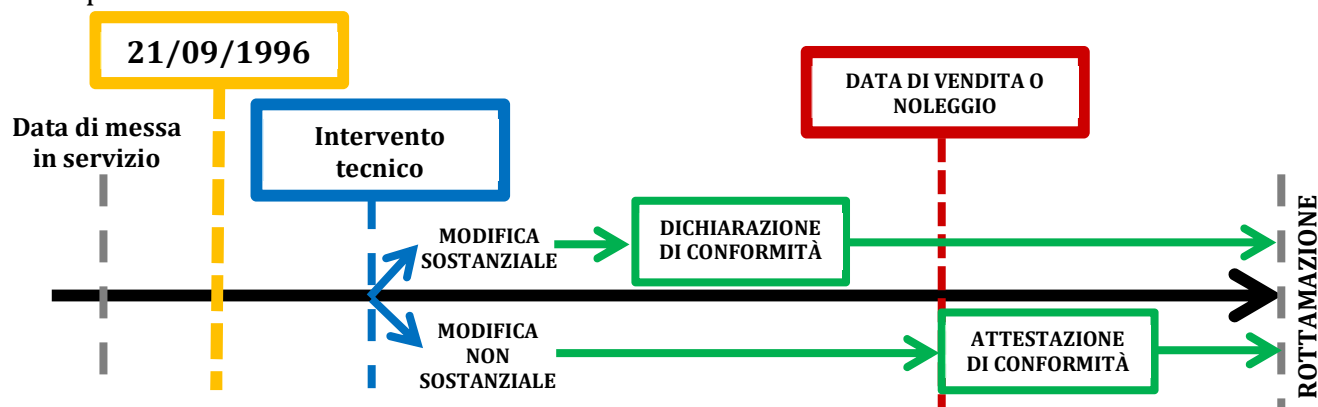 21/09/1996
Data di messa
in servizio
Intervento
tecnico
DATA DI VENDITA O
NOLEGGIO
MODIFICA
SOSTANZIALE
DICHIARAZIONE
DI CONFORMITÀ
MODIFICA
NON
SOSTANZIALE
ATTESTAZIONE
DI CONFORMITÀ
ROTTAMAZIONE